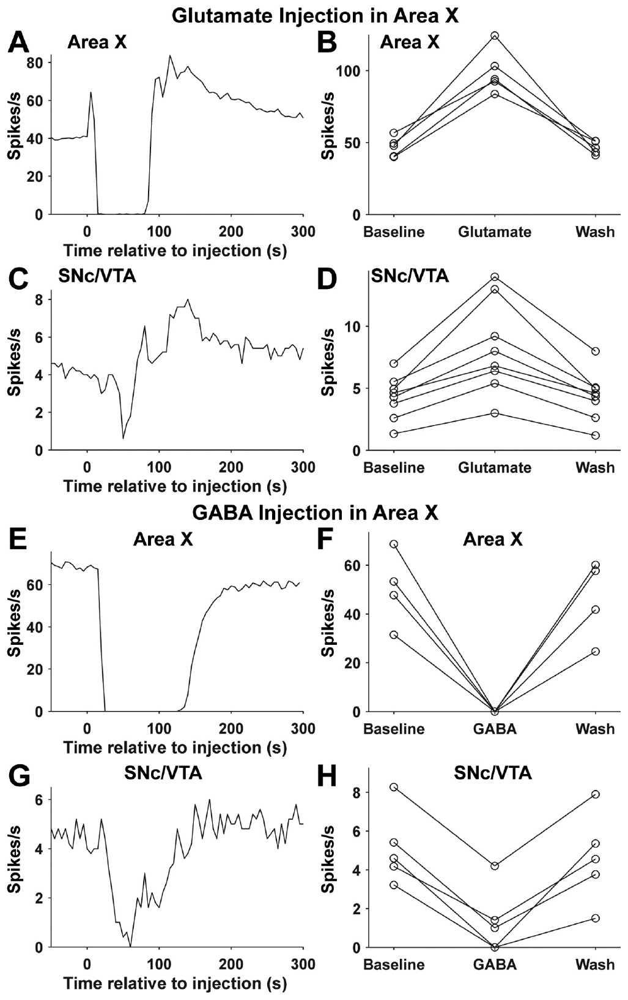 Glutamate Injection in Area X
A Area X
Spikes/s
80
60
40
20
0
0 100 200 300
Time relative to injection (s)
B Area X
Spikes/s
100
50
0
Baseline Glutamate Wash
C SNc/VTA
Spikes/s
8
6
4
2
0
0 100 200 300
Time relative to injection (s)
D SNc/VTA
Spikes/s
10
5
0
Baseline Glutamate Wash
GABA Injection in Area X
E Area X
Spikes/s
60
40
20
0
0 100 200 300
Time relative to injection (s)
F Area X
Spikes/s
60
40
20
0
Baseline GABA Wash
G SNc/VTA
Spikes/s
6
4
2
0
0 100 200 300
Time relative to injection (s)
H SNc/VTA
Spikes/s
8
6
4
2
0
Baseline GABA Wash